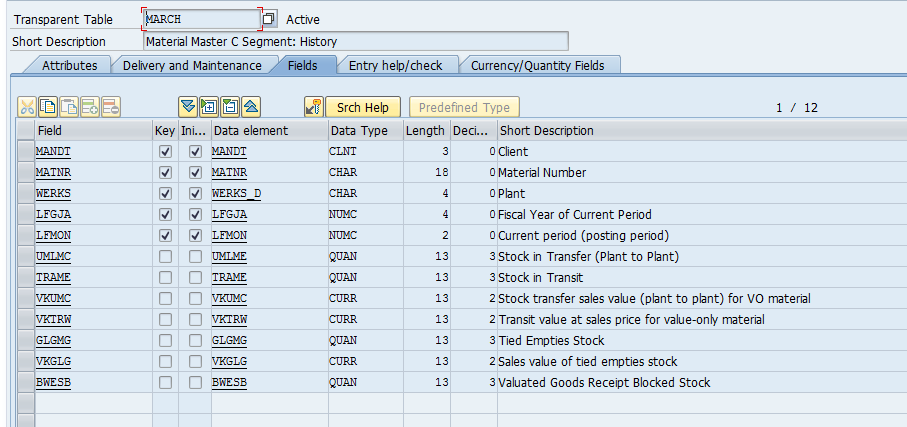 Transparent Table MARCH Active
Short Description Material Master C Segment: History
Attributes Delivery and Maintenance Fields Entry help/check Currency/Quantity Fields
Srch Help Predefined Type 1 / 12
Field Key Ini... Data element Data Type Length Deci... Short Description
MANDT MANDT CLNT 3 0 Client
MATNR MATNR CHAR 18 0 Material Number
WERKS WERKS_D CHAR 4 0 Plant
LFGJA LFGJA NUMC 4 0 Fiscal Year of Current Period
LFMON LFMON NUMC 2 0 Current period (posting period)
UMLMC UMLME QUAN 13 3 Stock in Transfer (Plant to Plant)
TRAME TRAME QUAN 13 3 Stock in Transit
VKUMC VKUMC CURR 13 2 Stock transfer sales value (plant to plant) for VO material
VKTRW VKTRW CURR 13 2 Transit value at sales price for value-only material
GLGMG GLGMG QUAN 13 3 Tied Empties Stock
VKGLG VKGLG CURR 13 2 Sales value of tied empties stock
BWESB BWESB QUAN 13 3 Valuated Goods Receipt Blocked Stock